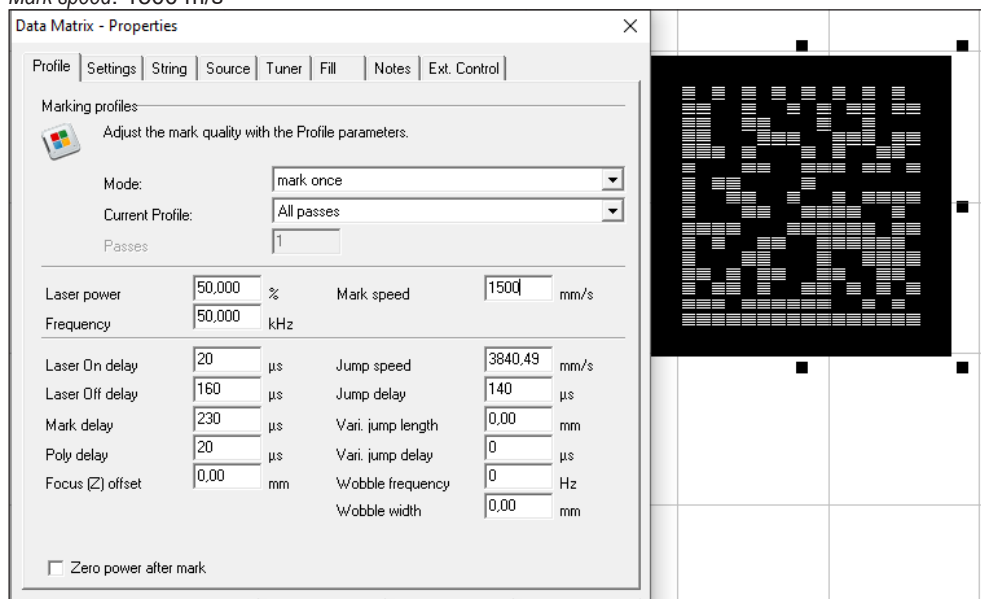 Mark speed: m/s
Data Matrix - Properties
Profile Settings String Source Tuner Fill Notes Ext. Control
Marking profiles
Adjust the mark quality with the Profile parameters.
Mode: mark once
Current Profile: All passes
Passes 1
Laser power 50,000 % Mark speed 1500 mm/s
Frequency 50,000 kHz
Laser On delay 20 µs Jump speed 3840,49 mm/s
Laser Off delay 160 µs Jump delay 140 µs
Mark delay 230 µs Vari. jump length 0,00 mm
Poly delay 20 µs Vari. jump delay 0 µs
Focus (Z) offset 0,00 mm Wobble frequency 0 Hz
Wobble width 0,00 mm
Zero power after mark